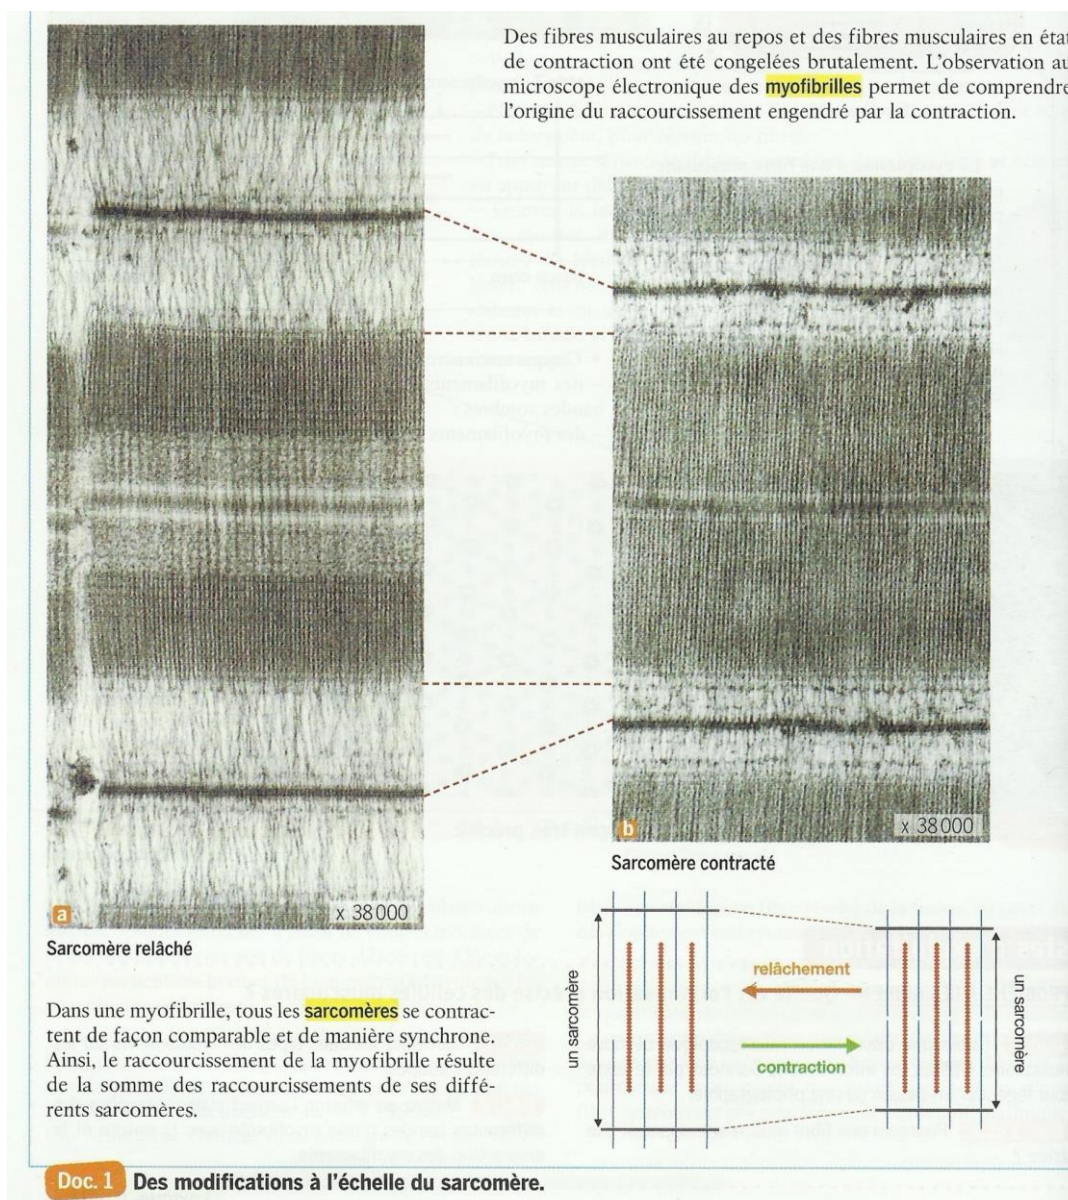 Des fibres musculaires au repos et des fibres musculaires en état
de contraction ont été congelées brutalement. L'observation au
microscope électronique des myofibrilles permet de comprendre
l'origine du raccourcissement engendré par la contraction.
a
x 38 000
Sarcomère relâché
b
x 38 000
Sarcomère contracté
Dans une myofibrille, tous les sarcomères se contrac-
tent de façon comparable et de manière synchrone.
Ainsi, le raccourcissement de la myofibrille résulte
de la somme des raccourcissements de ses diffé-
rents sarcomères.
un sarcomère
relâchement
contraction
un sarcomère
Doc. 1 Des modifications à l'échelle du sarcomère.